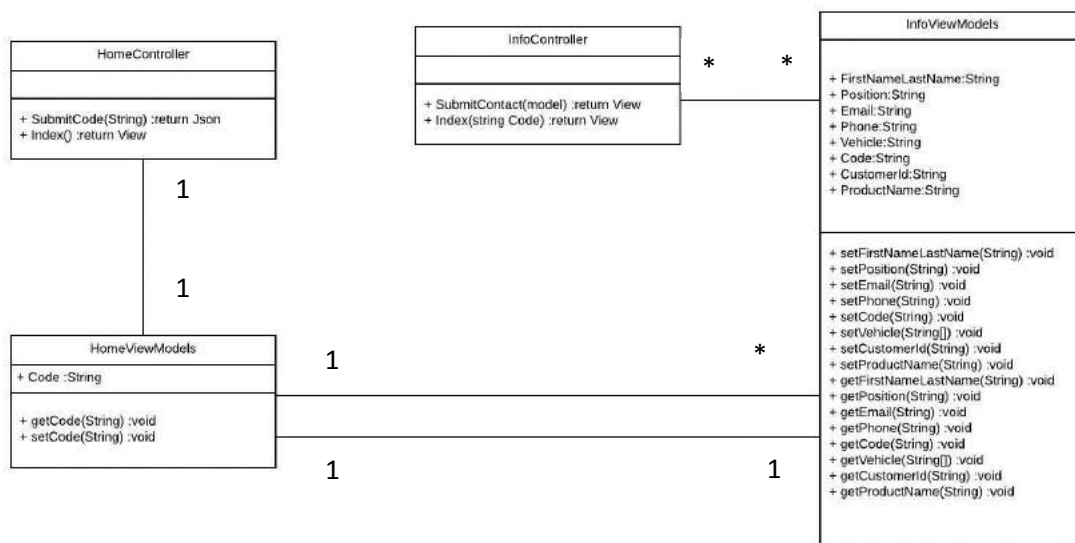 HomeController
+ SubmitCode(String) :return Json
+ Index() :return View
InfoController
+ SubmitContact(model) :return View
+ Index(string Code) :return View
*
*
InfoViewModels
+ FirstNameLastName:String
+ Position:String
+ Email:String
+ Phone:String
+ Vehicle:String
+ Code:String
+ CustomerId:String
+ ProductName:String
+ setFirstNameLastName(String) :void
+ setPosition(String) :void
+ setEmail(String) :void
+ setPhone(String) :void
+ setCode(String) :void
+ setVehicle(String[]) :void
+ setCustomerId(String) :void
+ setProductName(String) :void
+ getFirstNameLastName(String) :void
+ getPosition(String) :void
+ getEmail(String) :void
+ getPhone(String) :void
+ getCode(String) :void
+ getVehicle(String[]) :void
+ getCustomerId(String) :void
+ getProductName(String) :void
1
1
HomeViewModels
+ Code :String
+ getCode(String) :void
+ setCode(String) :void
1
*
1
1